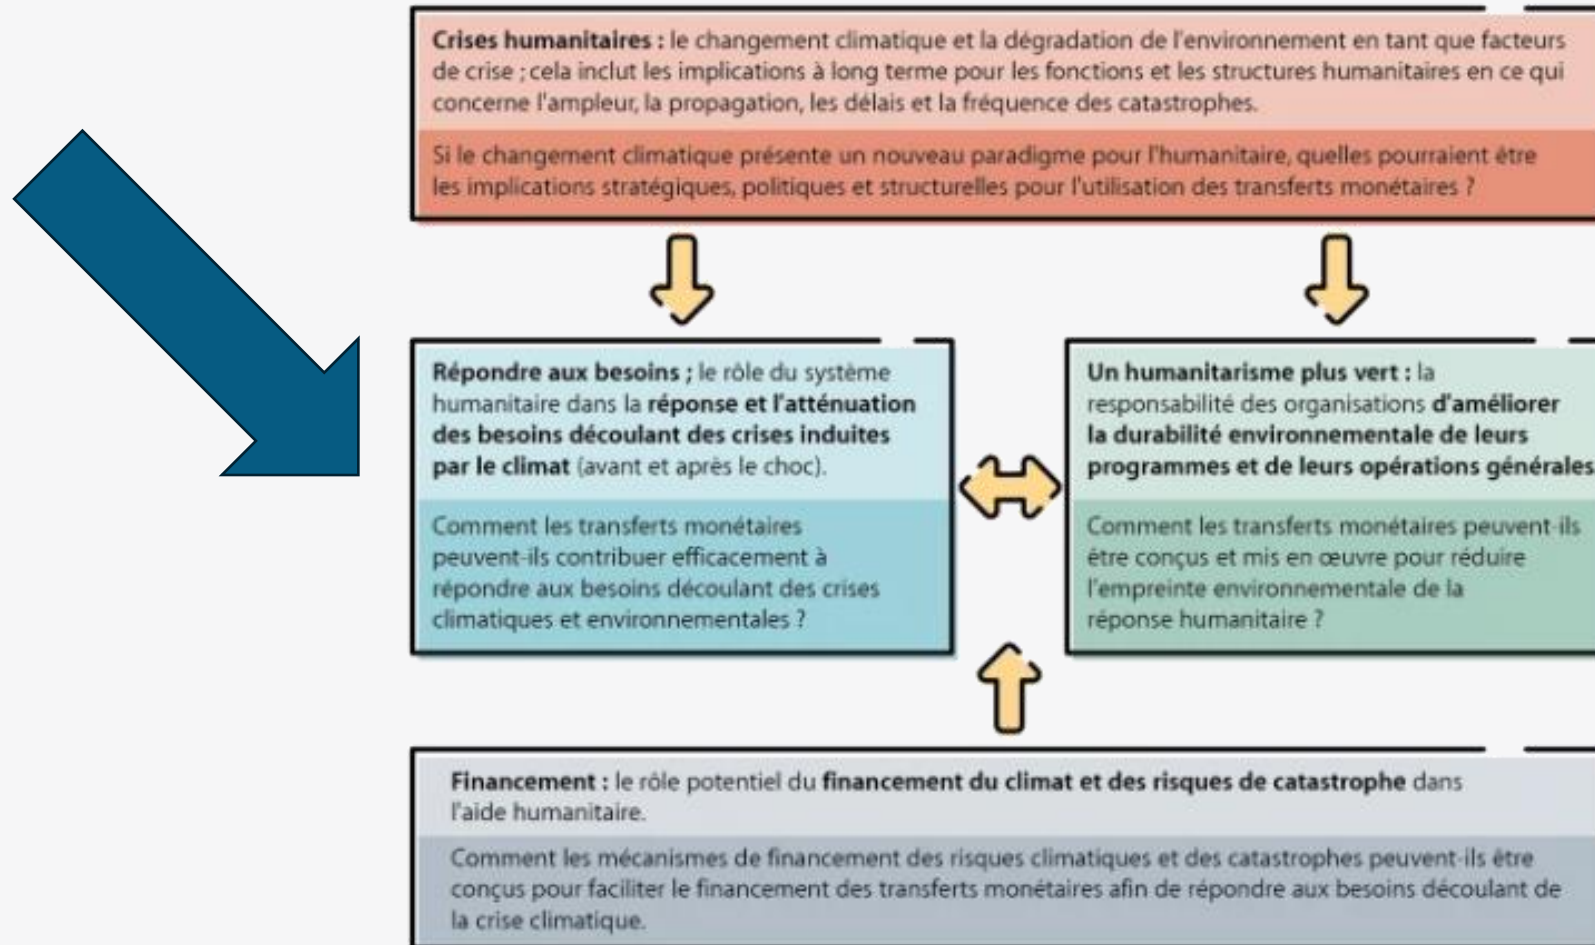 Crises humanitaires : le changement climatique et la dégradation de l'environnement en tant que facteurs
de crise ; cela inclut les implications à long terme pour les fonctions et les structures humanitaires en ce qui
concerne l'ampleur, la propagation, les délais et la fréquence des catastrophes.
Si le changement climatique présente un nouveau paradigme pour l'humanitaire, quelles pourraient être
les implications stratégiques, politiques et structurelles pour l'utilisation des transferts monétaires ?
Répondre aux besoins ; le rôle du système
humanitaire dans la réponse et l'atténuation
des besoins découlant des crises induites
par le climat (avant et après le choc).
Comment les transferts monétaires
peuvent-ils contribuer efficacement à
répondre aux besoins découlant des crises
climatiques et environnementales ?
Un humanitarisme plus vert : la
responsabilité des organisations d'améliorer
la durabilité environnementale de leurs
programmes et de leurs opérations générales
Comment les transferts monétaires peuvent-ils
être conçus et mis en œuvre pour réduire
l'empreinte environnementale de la
réponse humanitaire ?
Financement : le rôle potentiel du financement du climat et des risques de catastrophe dans
l'aide humanitaire.
Comment les mécanismes de financement des risques climatiques et des catastrophes peuvent-ils être
conçus pour faciliter le financement des transferts monétaires afin de répondre aux besoins découlant de
la crise climatique.